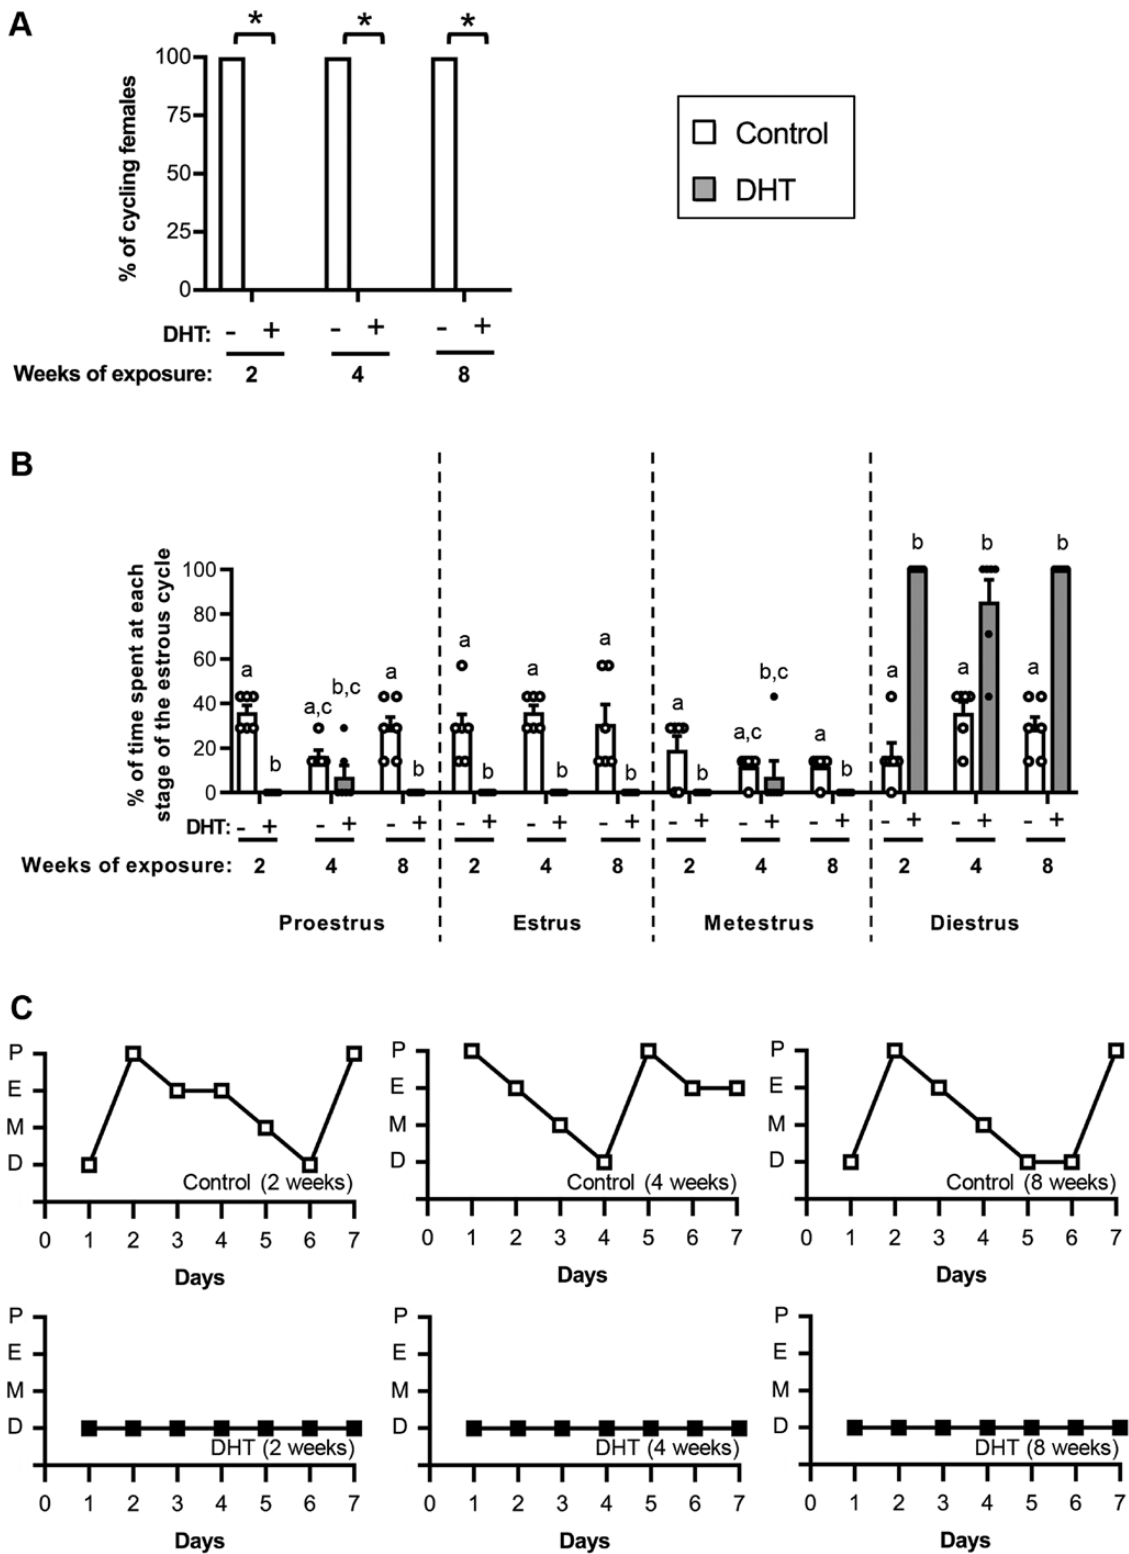 A
* * *
% of cycling females
100
75
50
25
0
DHT: - + - + - +
Weeks of exposure: 2 4 8
Control
DHT
B
% of time spent at each
stage of the estrous cycle
100
80
60
40
20
0
a b a,c b,c a b a b a b a b a b a,c b,c a b a b a b a b
DHT: - + - + - + - + - + - + - + - + - + - + - + - +
Weeks of exposure: 2 4 8 2 4 8 2 4 8 2 4 8
Proestrus Estrus Metestrus Diestrus
C
P
E
M
D
Control (2 weeks)
0 1 2 3 4 5 6 7
Days
P
E
M
D
Control (4 weeks)
0 1 2 3 4 5 6 7
Days
P
E
M
D
Control (8 weeks)
0 1 2 3 4 5 6 7
Days
P
E
M
D
DHT (2 weeks)
0 1 2 3 4 5 6 7
Days
P
E
M
D
DHT (4 weeks)
0 1 2 3 4 5 6 7
Days
P
E
M
D
DHT (8 weeks)
0 1 2 3 4 5 6 7
Days